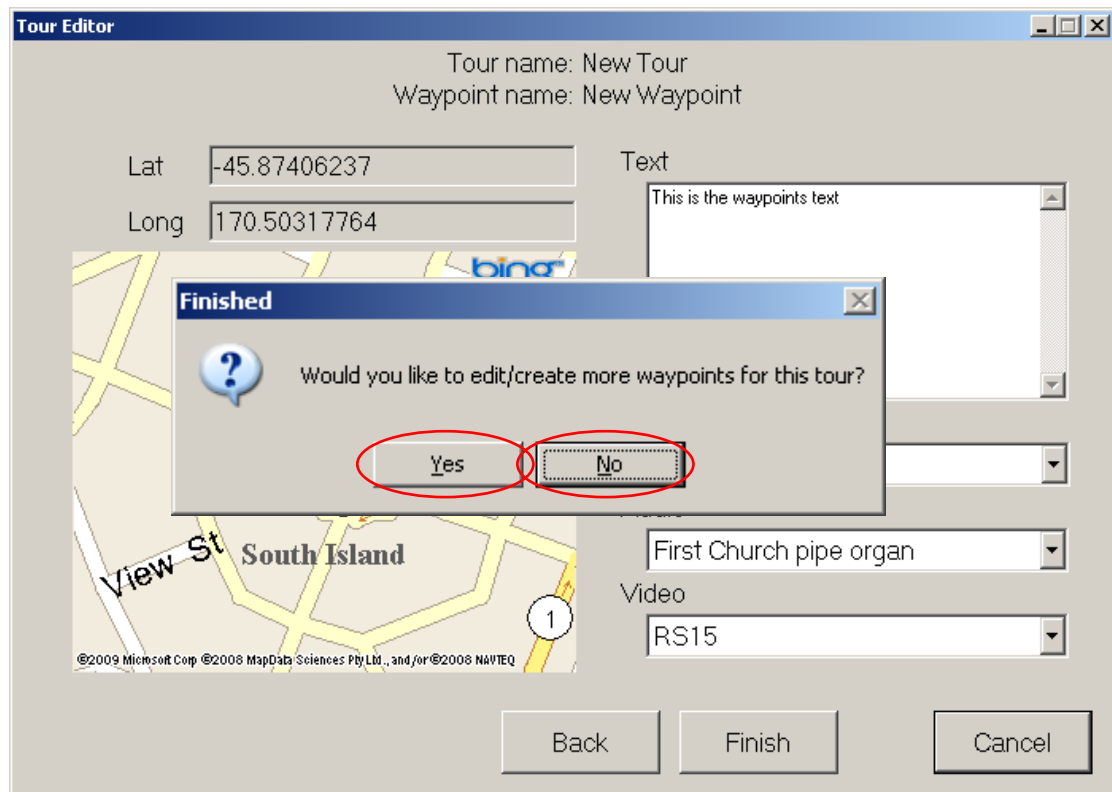 Tour Editor
Tour name: New Tour
Waypoint name: New Waypoint
Lat -45.87406237
Long 170.50317764
Text
This is the waypoints text
bing
Finished
Would you like to edit/create more waypoints for this tour?
Yes No
First Church pipe organ
Video
RS15
View St
South Island
1
©2009 Microsoft Corp ©2008 MapData Sciences Pty Ltd., and/or ©2008 NAVTEQ
Back Finish Cancel